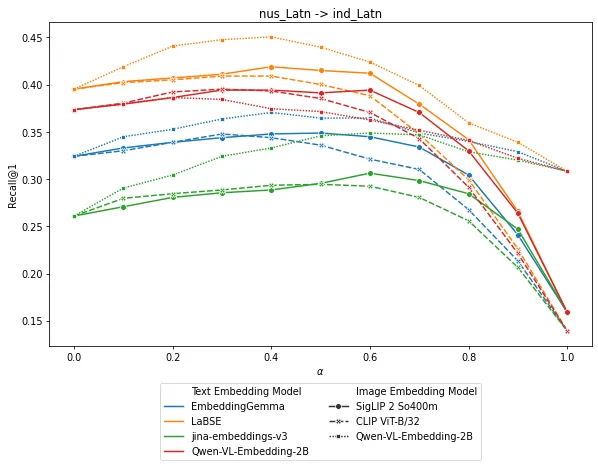 nus_Latn -> ind_Latn
Recall@1
0.45
0.40
0.35
0.30
0.25
0.20
0.15
0.0 0.2 0.4 0.6 0.8 1.0
α
Text Embedding Model Image Embedding Model
EmbeddingGemma SigLIP 2 So400m
LaBSE CLIP ViT-B/32
jina-embeddings-v3 Qwen-VL-Embedding-2B
Qwen-VL-Embedding-2B